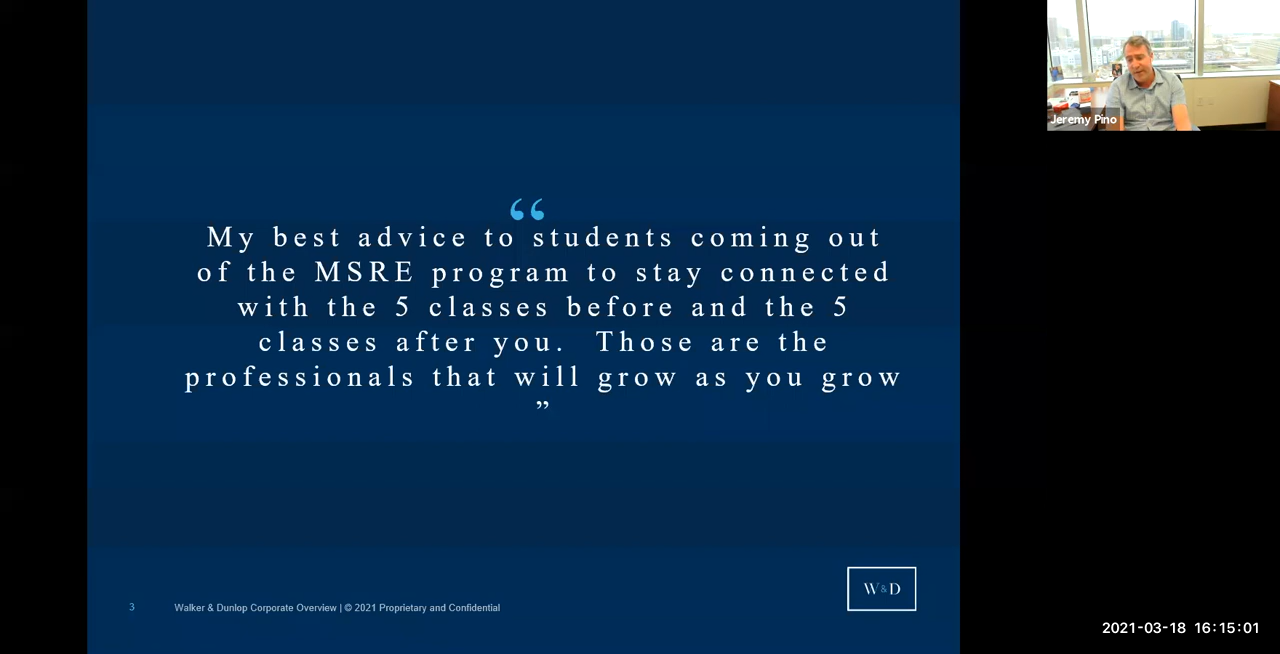 “
My best advice to students coming out
of the MSRE program to stay connected
with the 5 classes before and the 5
classes after you.  Those are the
professionals that will grow as you grow
”
3
Walker & Dunlop Corporate Overview | © 2021 Proprietary and Confidential
W&D
Jeremy Pino
2021-03-18 16:15:01